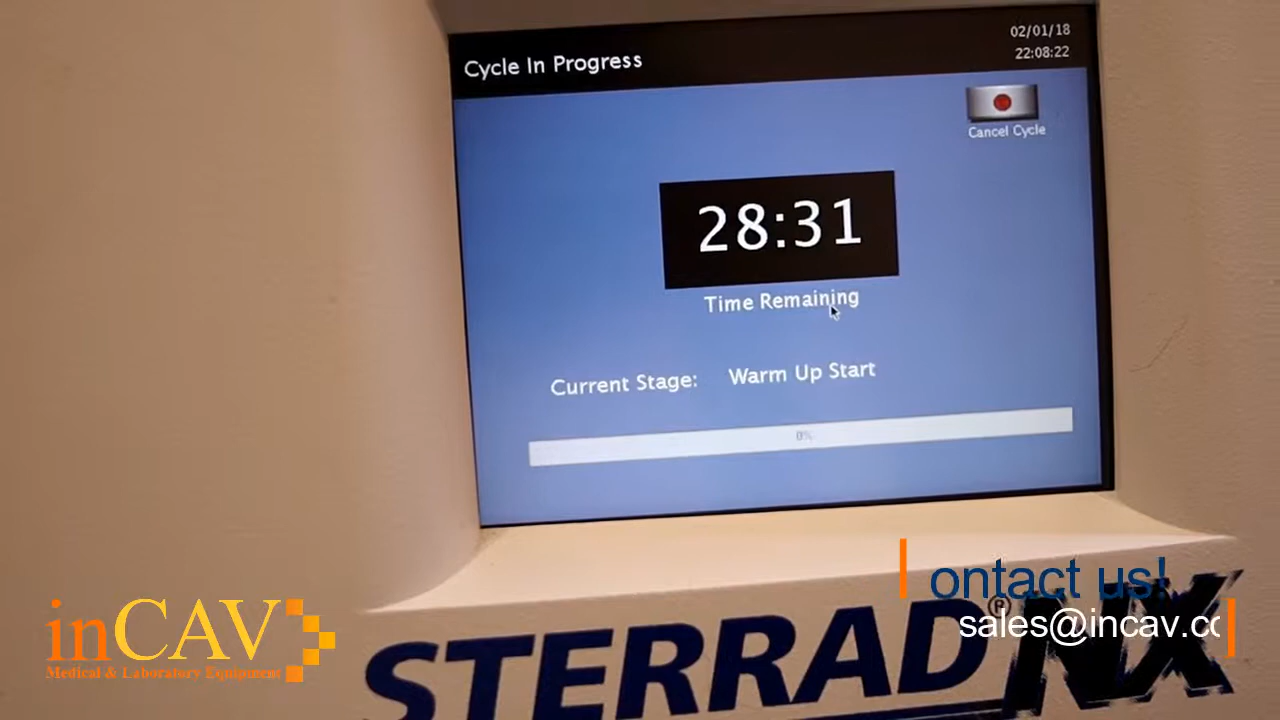 Cycle In Progress
02/01/18
22:08:22
Cancel Cycle
28:31
Time Remaining
Current Stage: Warm Up Start
0%
ontact us!
sales@incav.cc
inCAV
Medical & Laboratory Equipment
STERRAD® NX